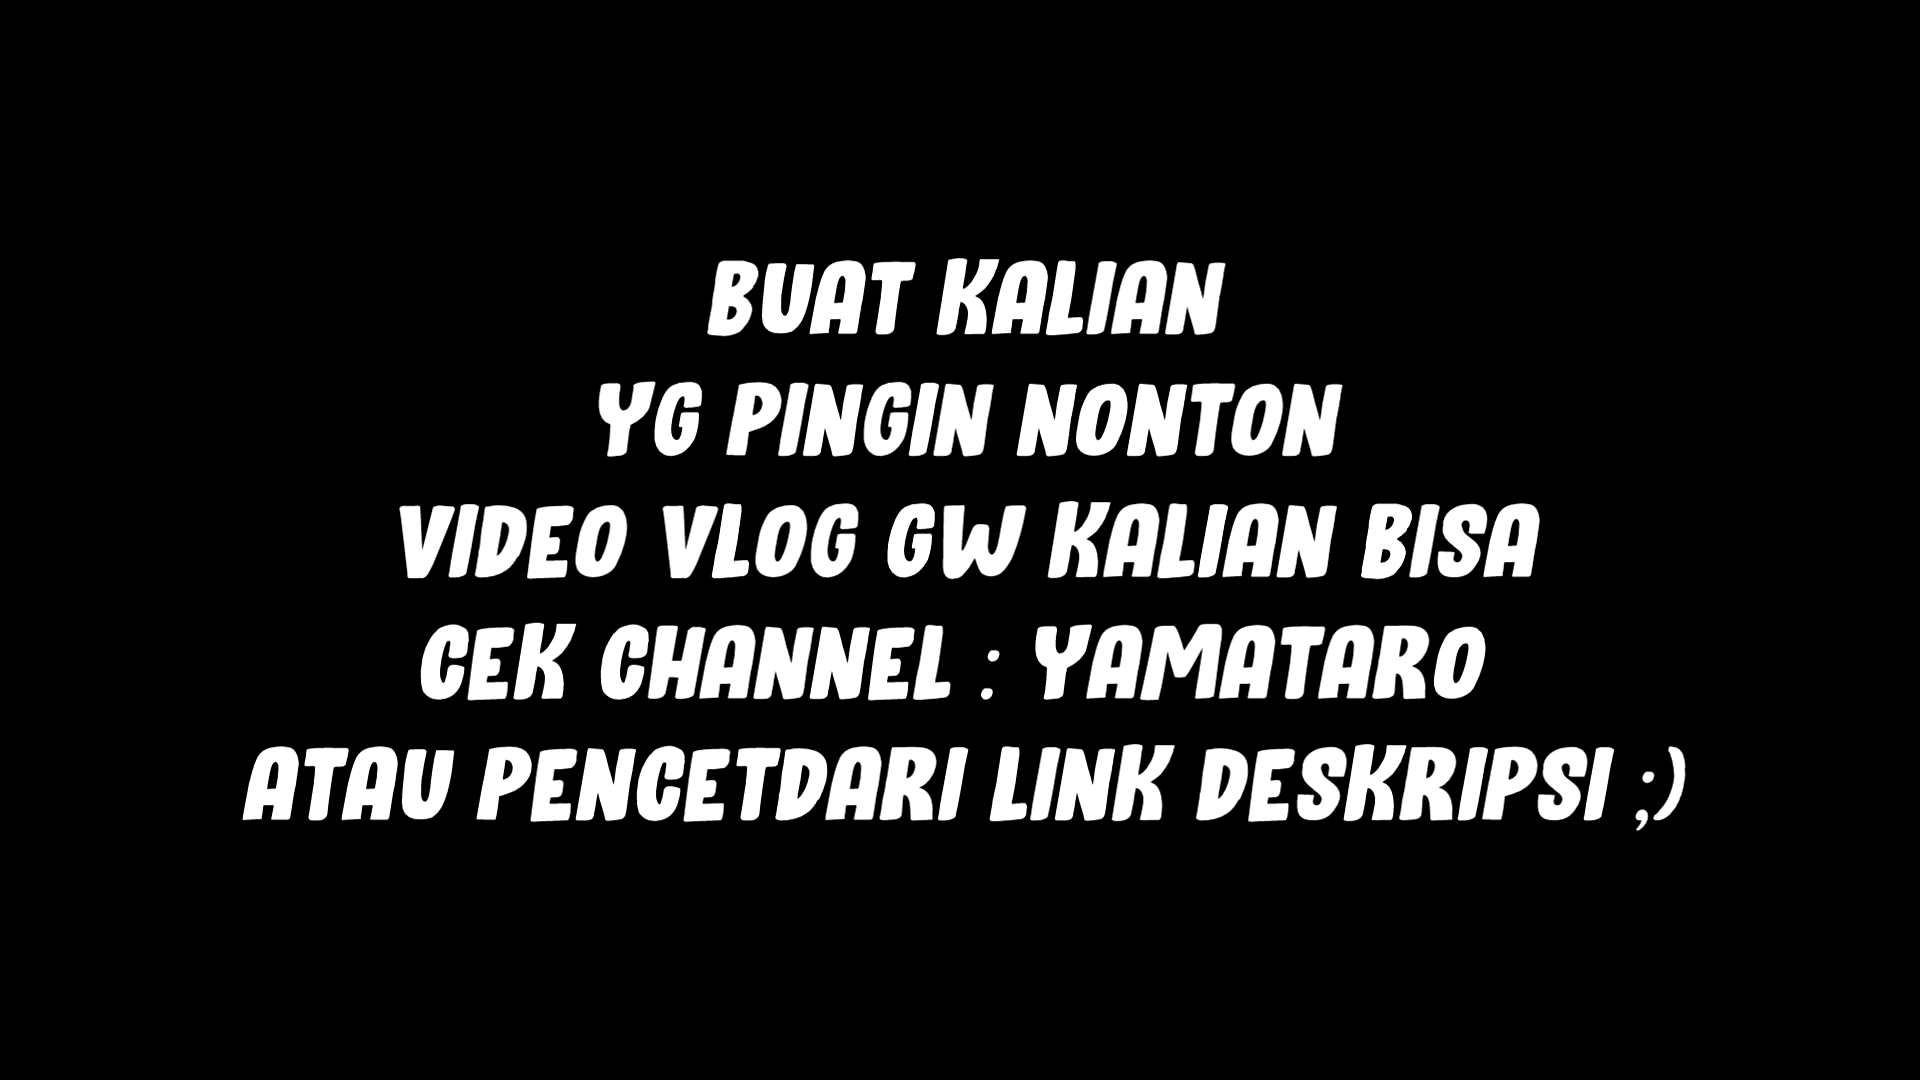 BUAT KALIAN
YG PINGIN NONTON
VIDEO VLOG GW KALIAN BISA
CEK CHANNEL : YAMATARO
ATAU PENCETDARI LINK DESKRIPSI ;)